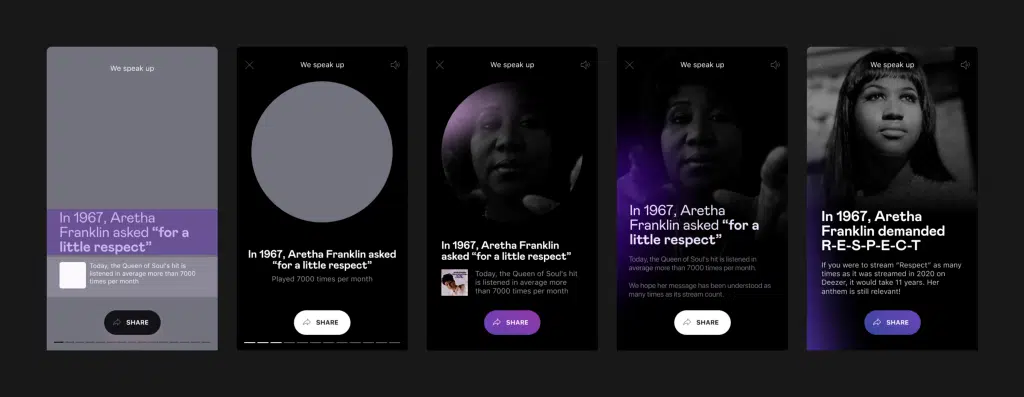 We speak up
In 1967, Aretha
Franklin asked “for a
little respect”
Today, the Queen of Soul's hit is
listened in average more than 7000
times per month
SHARE
We speak up
In 1967, Aretha Franklin asked
“for a little respect”
Played 7000 times per month
SHARE
We speak up
In 1967, Aretha Franklin
asked “for a little respect”
Today, the Queen of Soul's hit
is listened in average more
than 7000 times per month
SHARE
We speak up
In 1967, Aretha
Franklin asked “for a
little respect”
Today, the Queen of Soul's hit is listened in
average more than 7000 times per month.
We hope her message has been understood as
many times as its stream count.
SHARE
We speak up
In 1967, Aretha
Franklin demanded
R-E-S-P-E-C-T
If you were to stream “Respect” as many
times as it was streamed in 2020 on
Deezer, it would take 11 years. Her
anthem is still relevant!
SHARE